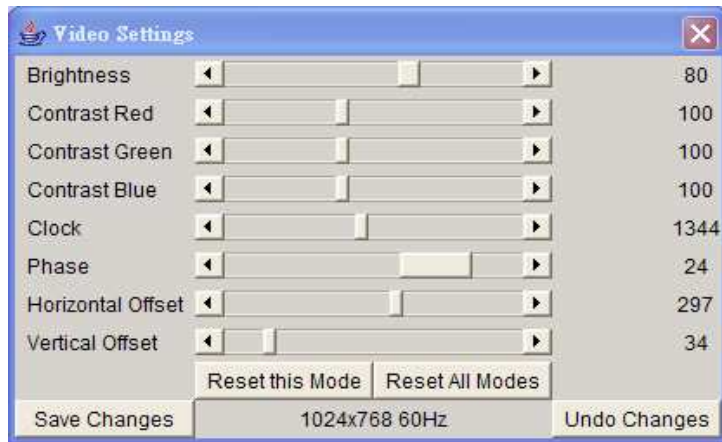 Video Settings
Brightness 80
Contrast Red 100
Contrast Green 100
Contrast Blue 100
Clock 1344
Phase 24
Horizontal Offset 297
Vertical Offset 34
Reset this Mode Reset All Modes
Save Changes 1024x768 60Hz Undo Changes